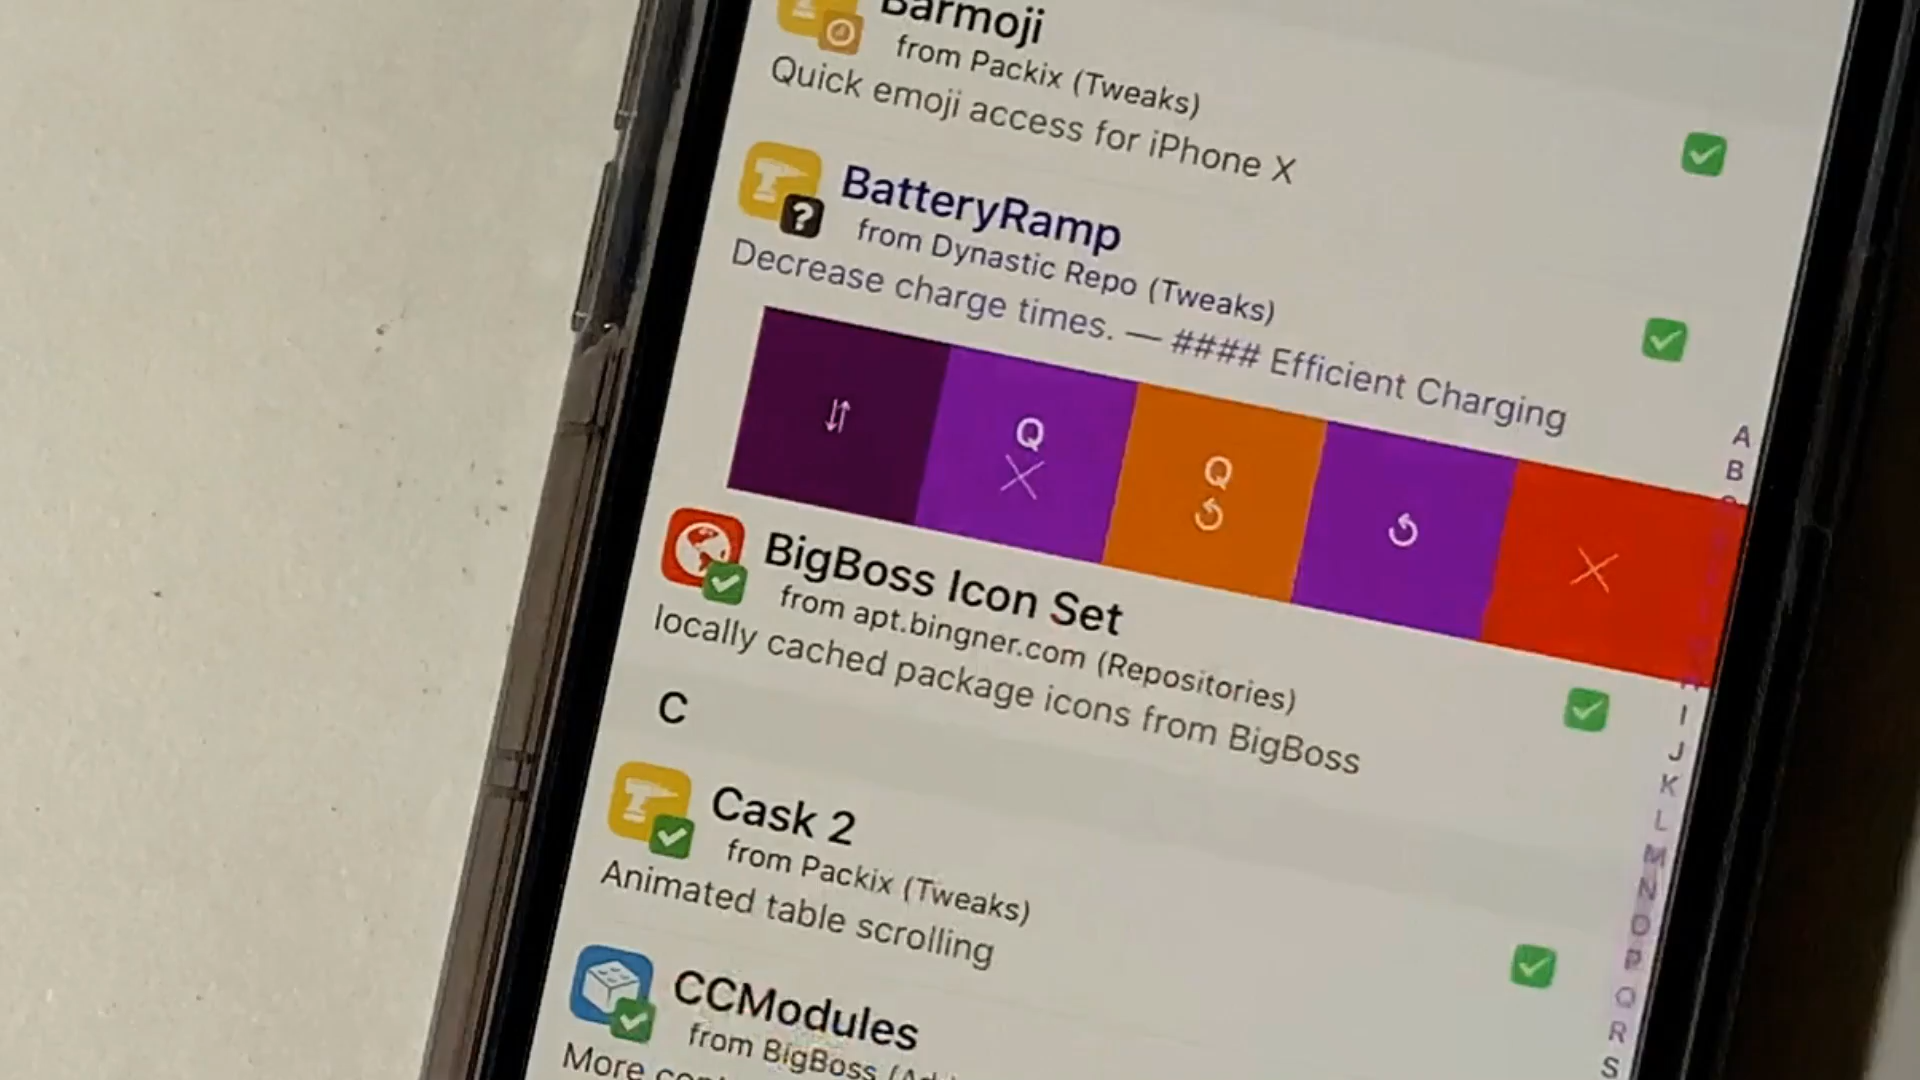 Barmoji
from Packix (Tweaks)
Quick emoji access for iPhone X
BatteryRamp
from Dynastic Repo (Tweaks)
Decrease charge times. — #### Efficient Charging
Q
Q
BigBoss Icon Set
from apt.bingner.com (Repositories)
locally cached package icons from BigBoss
C
Cask 2
from Packix (Tweaks)
Animated table scrolling
CCModules
from BigBoss
More
A
B
I
J
K
L
M
N
O
P
Q
R
S